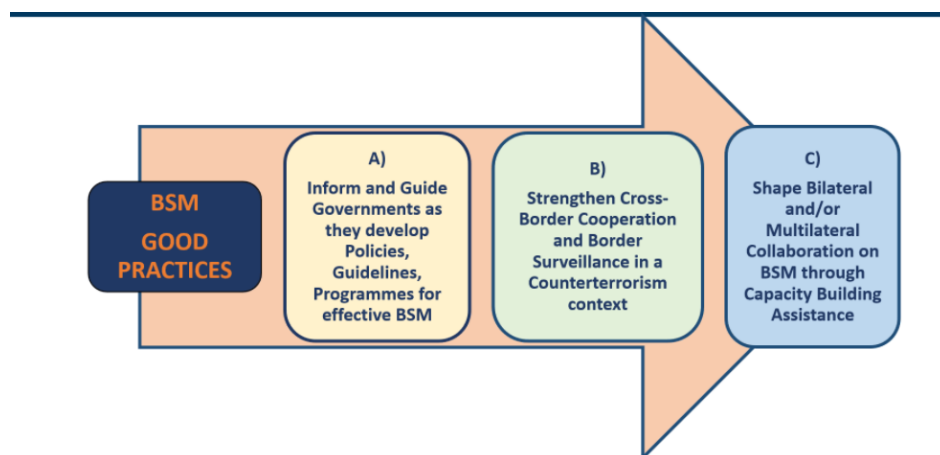 BSM
GOOD
PRACTICES
A)
Inform and Guide
Governments as
they develop
Policies,
Guidelines,
Programmes for
effective BSM
B)
Strengthen Cross-
Border Cooperation
and Border
Surveillance in a
Counterterrorism
context
C)
Shape Bilateral
and/or
Multilateral
Collaboration on
BSM through
Capacity Building
Assistance